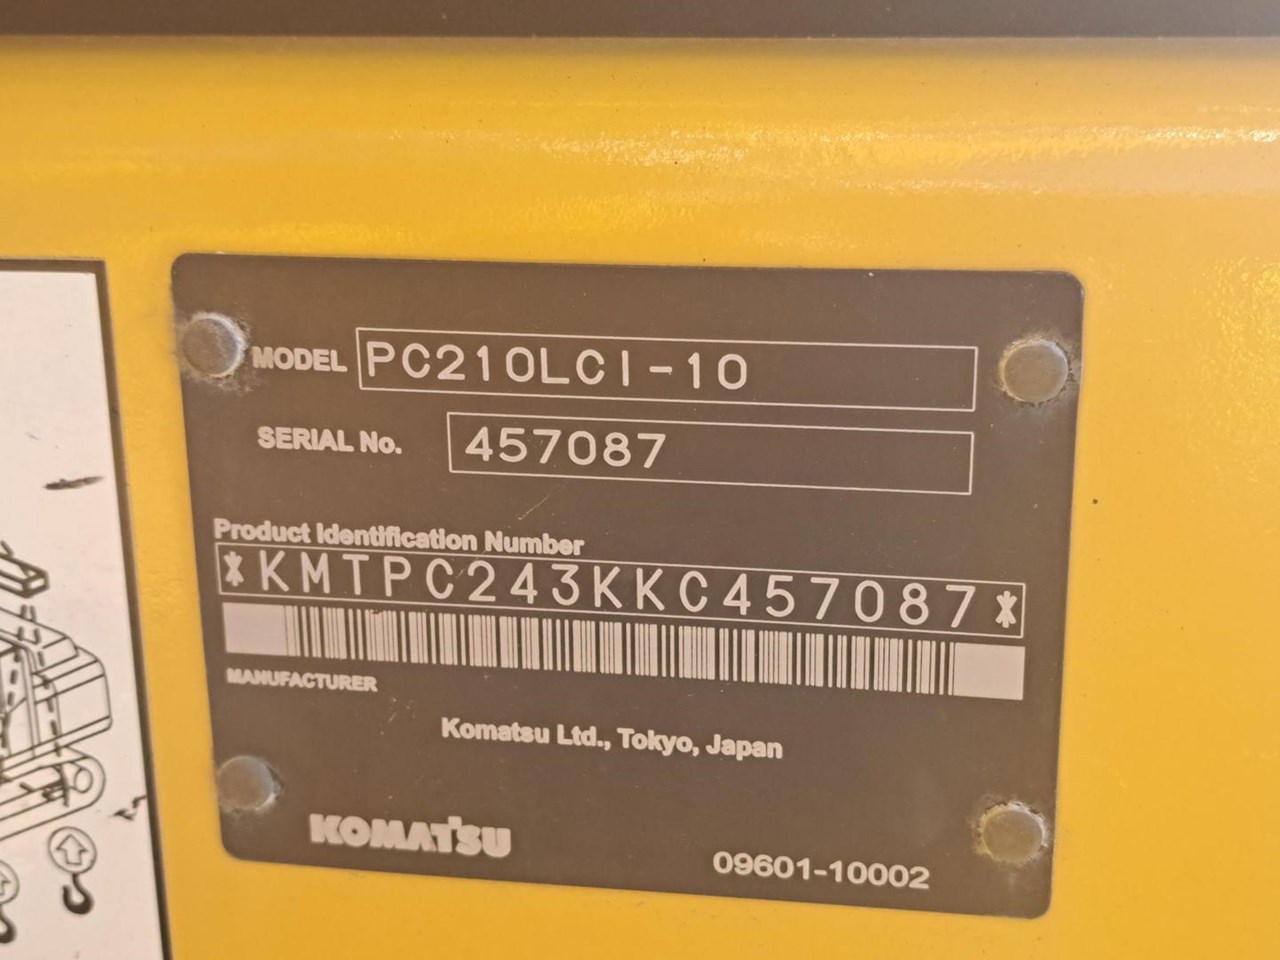 MODEL PC210LCI-10
SERIAL No. 457087
Product Identification Number
*KMTPC243KKC457087*
MANUFACTURER
Komatsu Ltd., Tokyo, Japan
KOMATSU
09601-10002